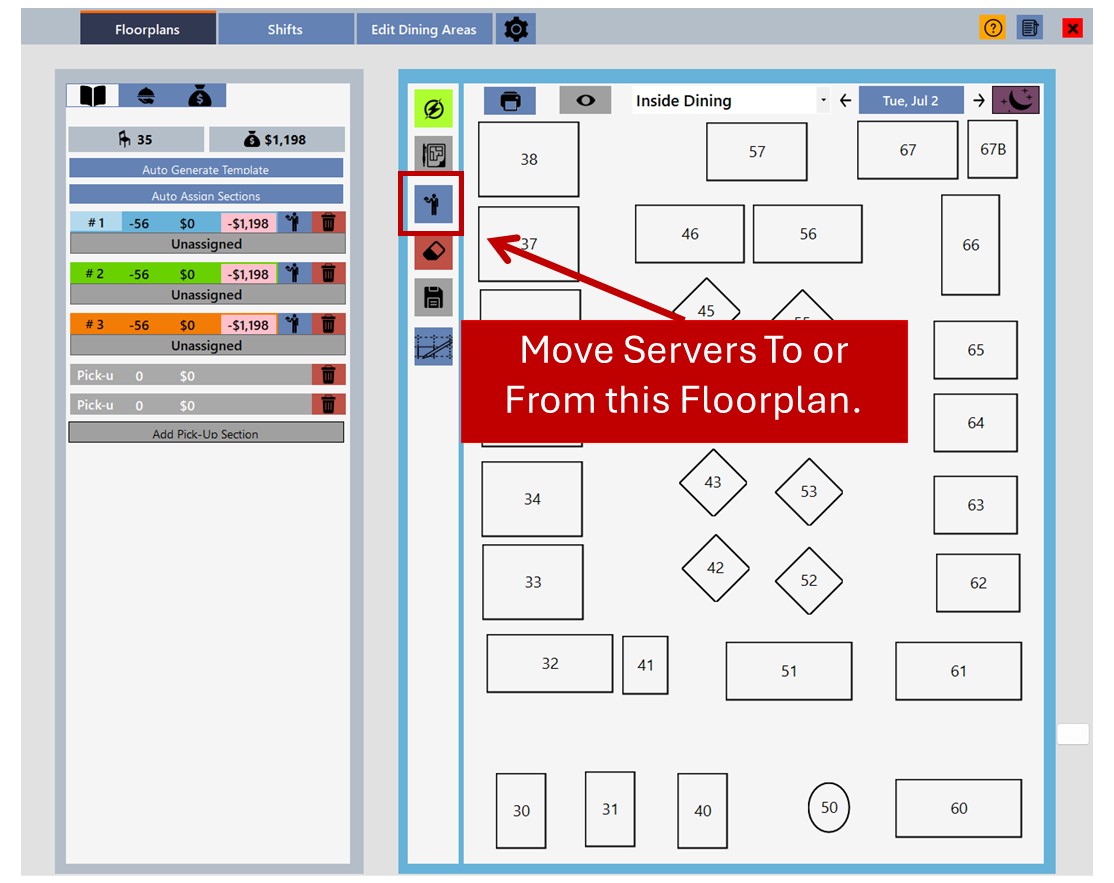 Floorplans
Shifts
Edit Dining Areas
35
$1,198
Auto Generate Template
Auto Assign Sections
# 1 -56 $0 -$1,198
Unassigned
# 2 -56 $0 -$1,198
Unassigned
# 3 -56 $0 -$1,198
Unassigned
Pick-u 0 $0
Pick-u 0 $0
Add Pick-Up Section
Inside Dining
Tue, Jul 2
38
57
67
67B
37
46
56
66
45
65
Move Servers To or
From this Floorplan.
64
34
43
53
63
33
42
52
62
32
41
51
61
30
31
40
50
60